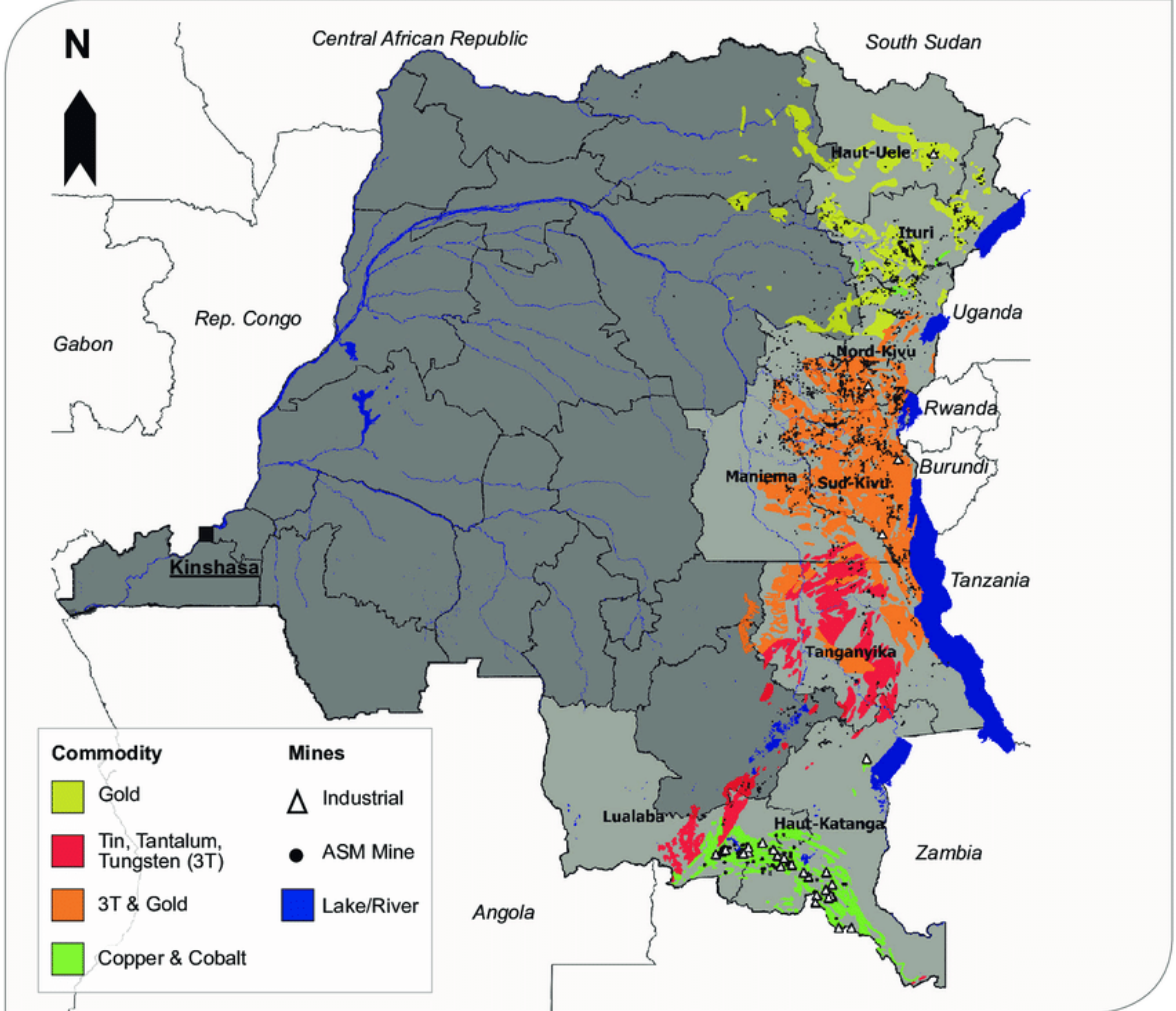 N
Central African Republic
South Sudan
Haut-Uele
Ituri
Rep. Congo
Uganda
Gabon
Nord-Kivu
Rwanda
Burundi
Maniema
Sud-Kivu
Kinshasa
Tanzania
Tanganyika
Lualaba
Haut-Katanga
Zambia
Angola
Commodity
Gold
Tin, Tantalum,
Tungsten (3T)
3T & Gold
Copper & Cobalt
Mines
Industrial
ASM Mine
Lake/River